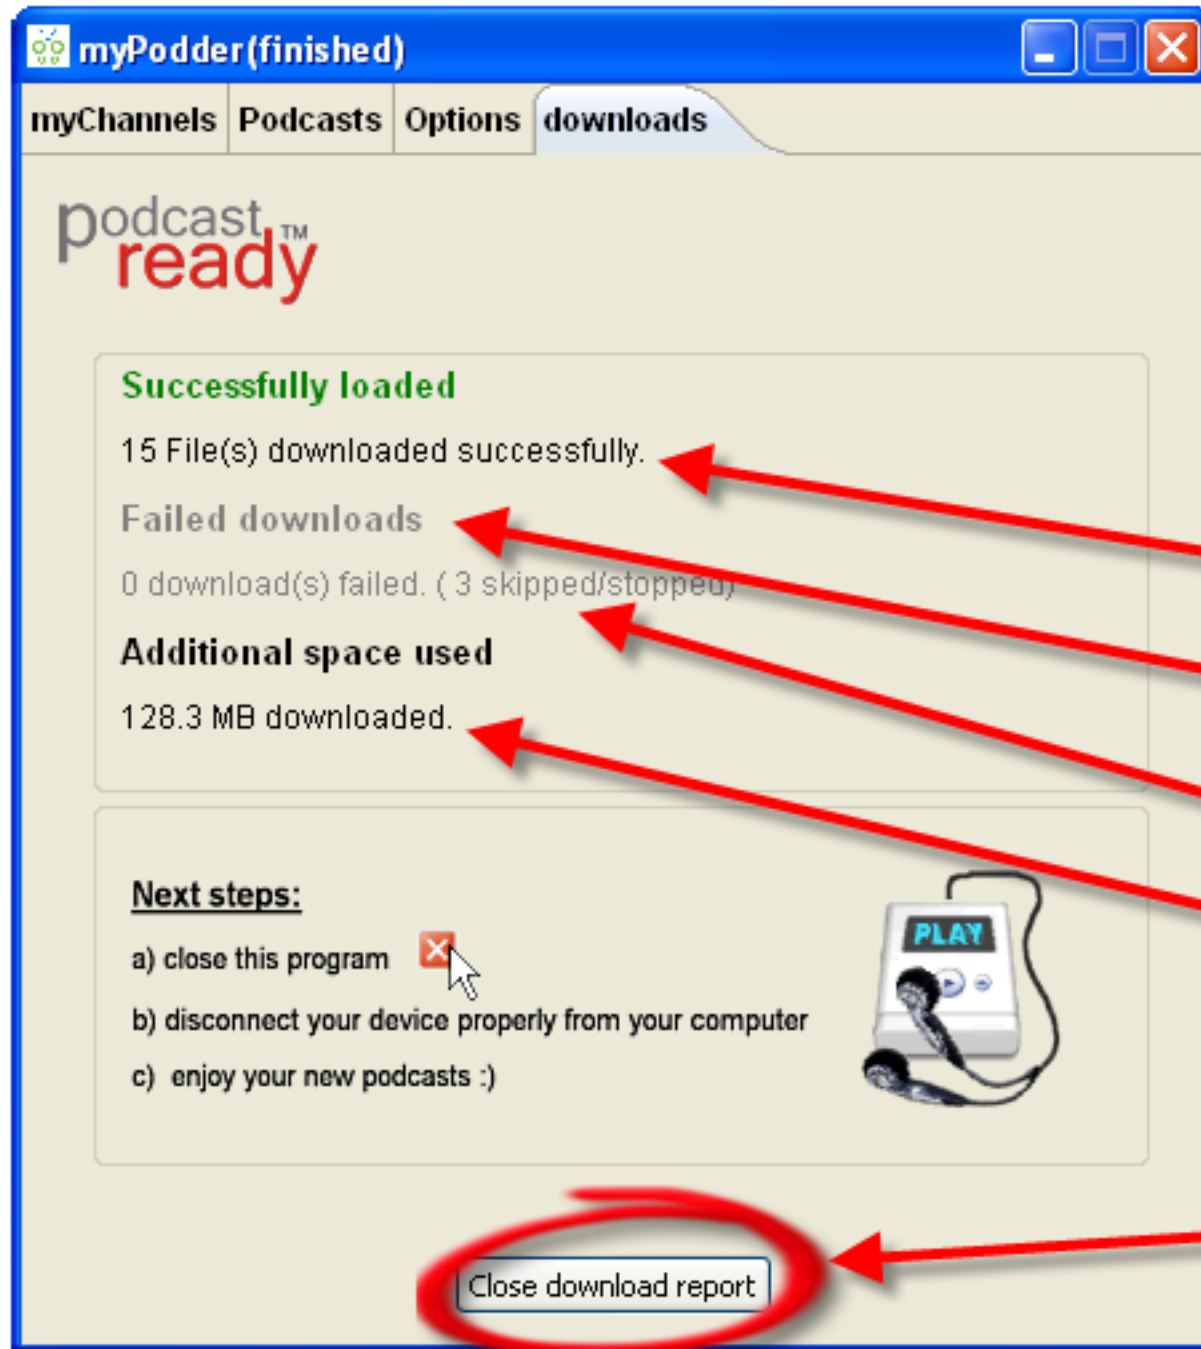 myPodder(finished)
myChannels Podcasts Options downloads
podcast™
ready
Successfully loaded
15 File(s) downloaded successfully.
Failed downloads
0 download(s) failed. ( 3 skipped/stopped)
Additional space used
128.3 MB downloaded.
Next steps:
a) close this program
b) disconnect your device properly from your computer
c) enjoy your new podcasts :)
PLAY
Close download report